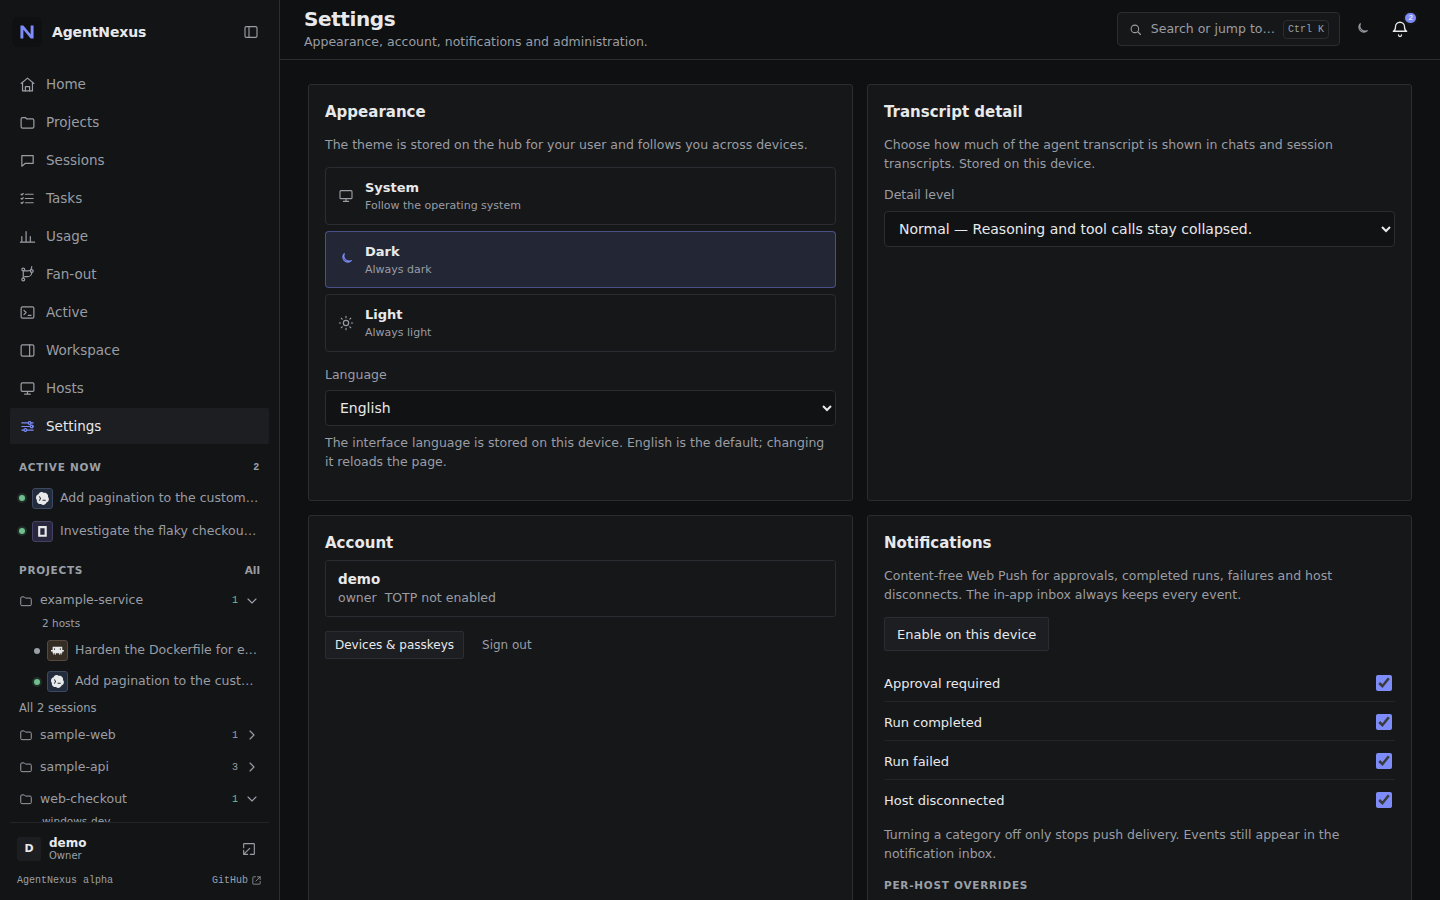 AgentNexus
Home
Projects
Sessions
Tasks
Usage
Fan-out
Active
Workspace
Hosts
Settings
ACTIVE NOW 2
Add pagination to the custom…
Investigate the flaky checkou…
PROJECTS All
example-service 1
2 hosts
Harden the Dockerfile for e…
Add pagination to the cust…
All 2 sessions
sample-web 1
sample-api 3
web-checkout 1
windows-dev
D
demo
Owner
AgentNexus alpha GitHub
Settings
Appearance, account, notifications and administration.
Search or jump to… Ctrl K
2
Appearance
The theme is stored on the hub for your user and follows you across devices.
System
Follow the operating system
Dark
Always dark
Light
Always light
Language
English
The interface language is stored on this device. English is the default; changing
it reloads the page.
Transcript detail
Choose how much of the agent transcript is shown in chats and session
transcripts. Stored on this device.
Detail level
Normal — Reasoning and tool calls stay collapsed.
Account
demo
owner TOTP not enabled
Devices & passkeys Sign out
Notifications
Content-free Web Push for approvals, completed runs, failures and host
disconnects. The in-app inbox always keeps every event.
Enable on this device
Approval required
Run completed
Run failed
Host disconnected
Turning a category off only stops push delivery. Events still appear in the
notification inbox.
PER-HOST OVERRIDES